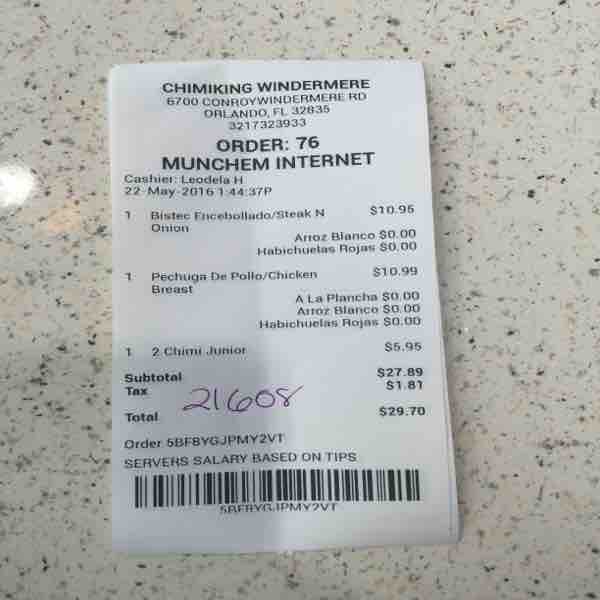 CHIMIKING WINDERMERE
6700 CONROYWINDERMERE RD
ORLANDO, FL 32835
3217323933
ORDER: 76
MUNCHEM INTERNET
Cashier: Leodela H
22-May-2016 1:44:37P
1 Bistec Encebollado/Steak N $10.95
Onion
Arroz Blanco $0.00
Habichuelas Rojas $0.00
1 Pechuga De Pollo/Chicken $10.99
Breast
A La Plancha $0.00
Arroz Blanco $0.00
Habichuelas Rojas $0.00
1 2 Chimi Junior $5.95
Subtotal $27.89
Tax $1.81
21608
Total $29.70
Order 5BF8YGJPMY2VT
SERVERS SALARY BASED ON TIPS
5BF8YGJPMY2VT